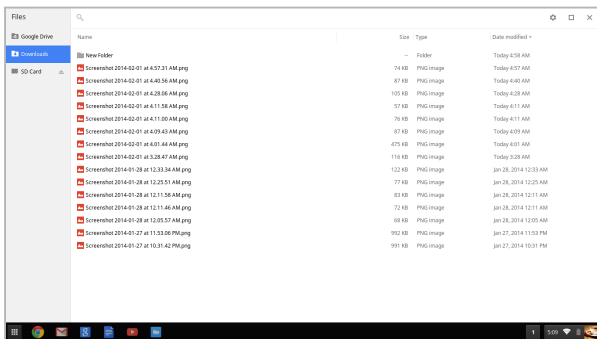 Files
Google Drive
Downloads
SD Card
Name Size Type Date modified
New Folder -- Folder Today 4:58 AM
Screenshot 2014-02-01 at 4.57.31 AM.png 74 KB PNG image Today 4:57 AM
Screenshot 2014-02-01 at 4.40.56 AM.png 87 KB PNG image Today 4:40 AM
Screenshot 2014-02-01 at 4.28.06 AM.png 105 KB PNG image Today 4:28 AM
Screenshot 2014-02-01 at 4.11.58 AM.png 57 KB PNG image Today 4:11 AM
Screenshot 2014-02-01 at 4.11.00 AM.png 76 KB PNG image Today 4:11 AM
Screenshot 2014-02-01 at 4.09.43 AM.png 87 KB PNG image Today 4:09 AM
Screenshot 2014-02-01 at 4.01.44 AM.png 475 KB PNG image Today 4:01 AM
Screenshot 2014-02-01 at 3.28.47 AM.png 116 KB PNG image Today 3:28 AM
Screenshot 2014-01-28 at 12.33.34 AM.png 122 KB PNG image Jan 28, 2014 12:33 AM
Screenshot 2014-01-28 at 12.25.51 AM.png 77 KB PNG image Jan 28, 2014 12:25 AM
Screenshot 2014-01-28 at 12.11.56 AM.png 83 KB PNG image Jan 28, 2014 12:11 AM
Screenshot 2014-01-28 at 12.11.46 AM.png 72 KB PNG image Jan 28, 2014 12:11 AM
Screenshot 2014-01-28 at 12.05.57 AM.png 68 KB PNG image Jan 28, 2014 12:05 AM
Screenshot 2014-01-27 at 11.53.06 PM.png 992 KB PNG image Jan 27, 2014 11:53 PM
Screenshot 2014-01-27 at 10.31.42 PM.png 991 KB PNG image Jan 27, 2014 10:31 PM
1 5:09